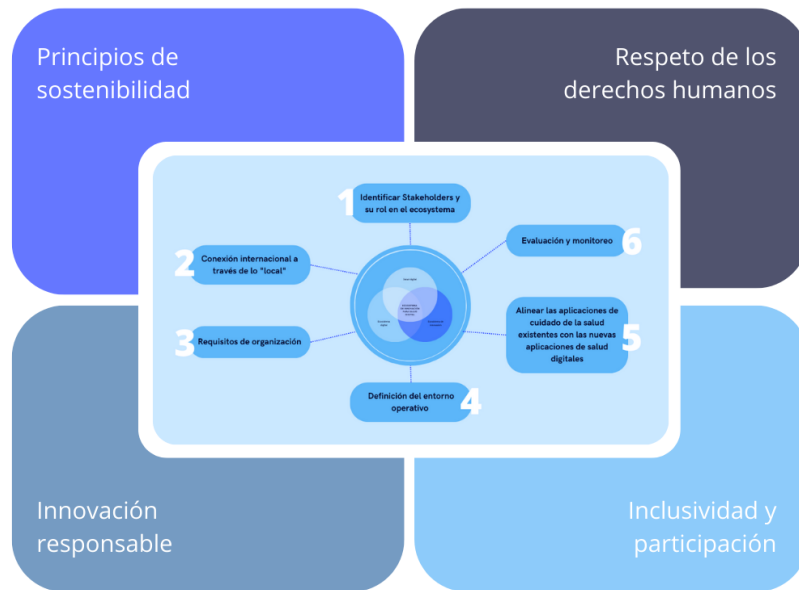 Principios de
sostenibilidad
Respeto de los
derechos humanos
1
Identificar Stakeholders y
su rol en el ecosistema
2
Conexión internacional a
través de lo "local"
3
Requisitos de organización
Definición del entorno
operativo
4
Alinear las aplicaciones de
cuidado de la salud
existentes con las nuevas
aplicaciones de salud
digitales
5
Evaluación y monitoreo
6
Innovación
responsable
Inclusividad y
participación